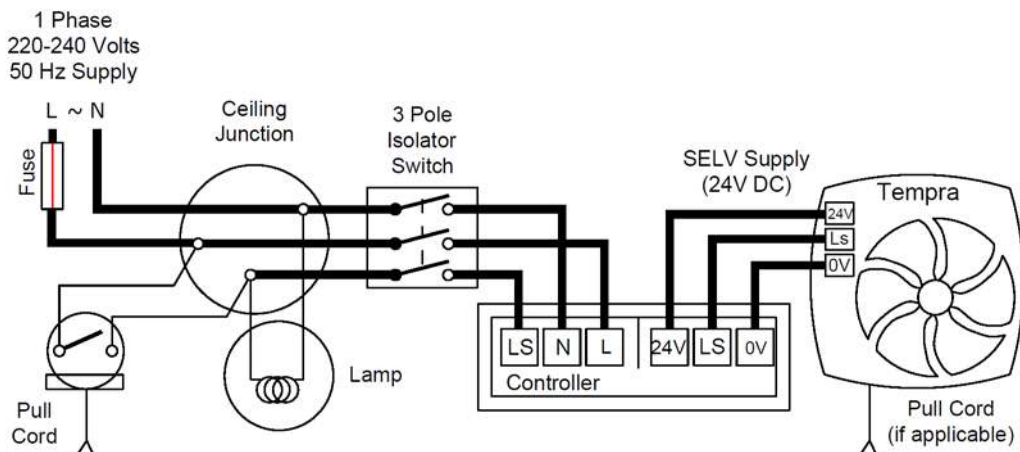 1 Phase
220-240 Volts
50 Hz Supply
L ~ N
Fuse
Ceiling
Junction
3 Pole
Isolator
Switch
SELV Supply
(24V DC)
Tempra
24V
Ls
0V
LS N L 24V LS 0V
Controller
Lamp
Pull
Cord
Pull Cord
(if applicable)